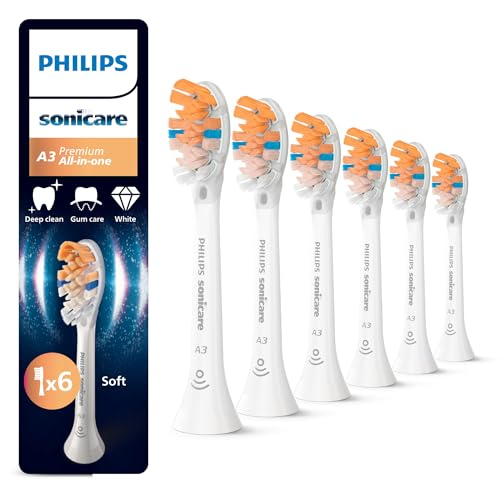 PHILIPS
sonicare
A3 Premium
All-in-one
Deep clean
Gum care
White
x6
Soft
PHILIPS sonicare
A3
PHILIPS sonicare
A3
PHILIPS sonicare
A3
PHILIPS sonicare
A3
PHILIPS sonicare
A3
PHILIPS sonicare
A3
PHILIPS sonicare